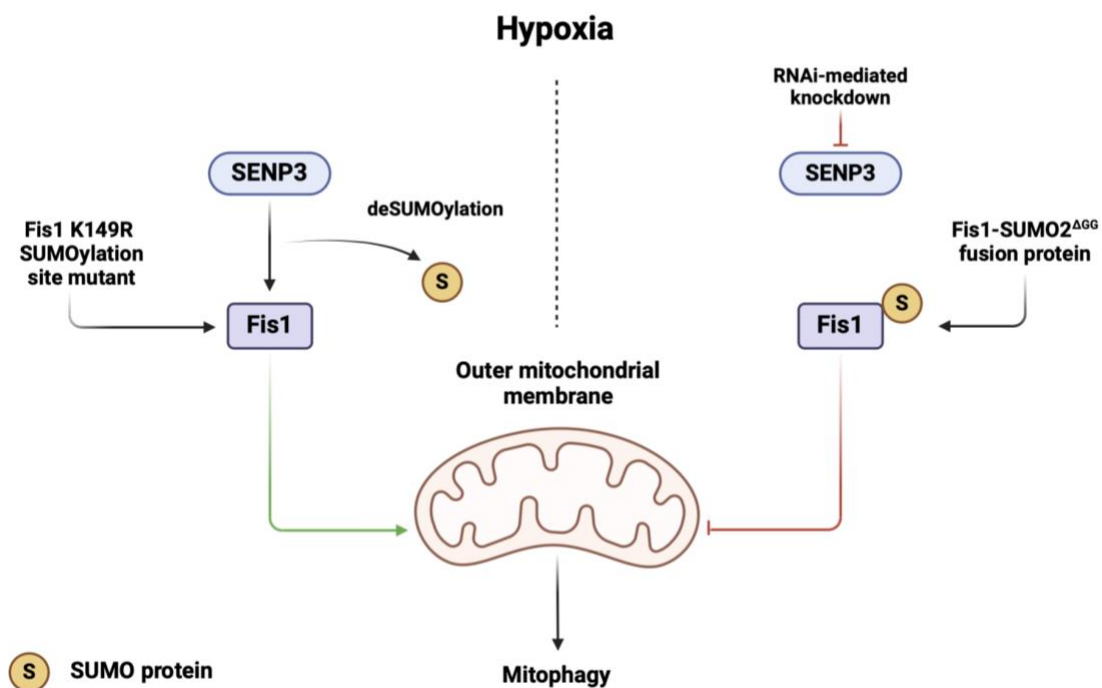 Hypoxia
RNAi-mediated
knockdown
SENP3
SENP3
deSUMOylation
Fis1 K149R
SUMOylation
site mutant
Fis1-SUMO2ΔGG
fusion protein
S
S
Fis1
Fis1
Outer mitochondrial
membrane
S
SUMO protein
Mitophagy